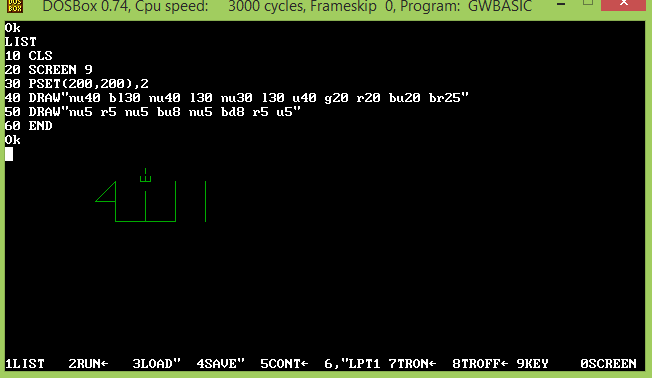 DOS BOX
DOSBox 0.74, Cpu speed: 3000 cycles, Frameskip 0, Program: GWBASIC
Ok
LIST
10 CLS
20 SCREEN 9
30 PSET(200,200),2
40 DRAW"nu40 bl30 nu40 l30 nu30 l30 u40 g20 r20 bu20 br25"
50 DRAW"nu5 r5 nu5 bu8 nu5 bd8 r5 u5"
60 END
Ok
1LIST 2RUN← 3LOAD" 4SAVE" 5CONT← 6,"LPT1 7TRON← 8TROFF← 9KEY 0SCREEN